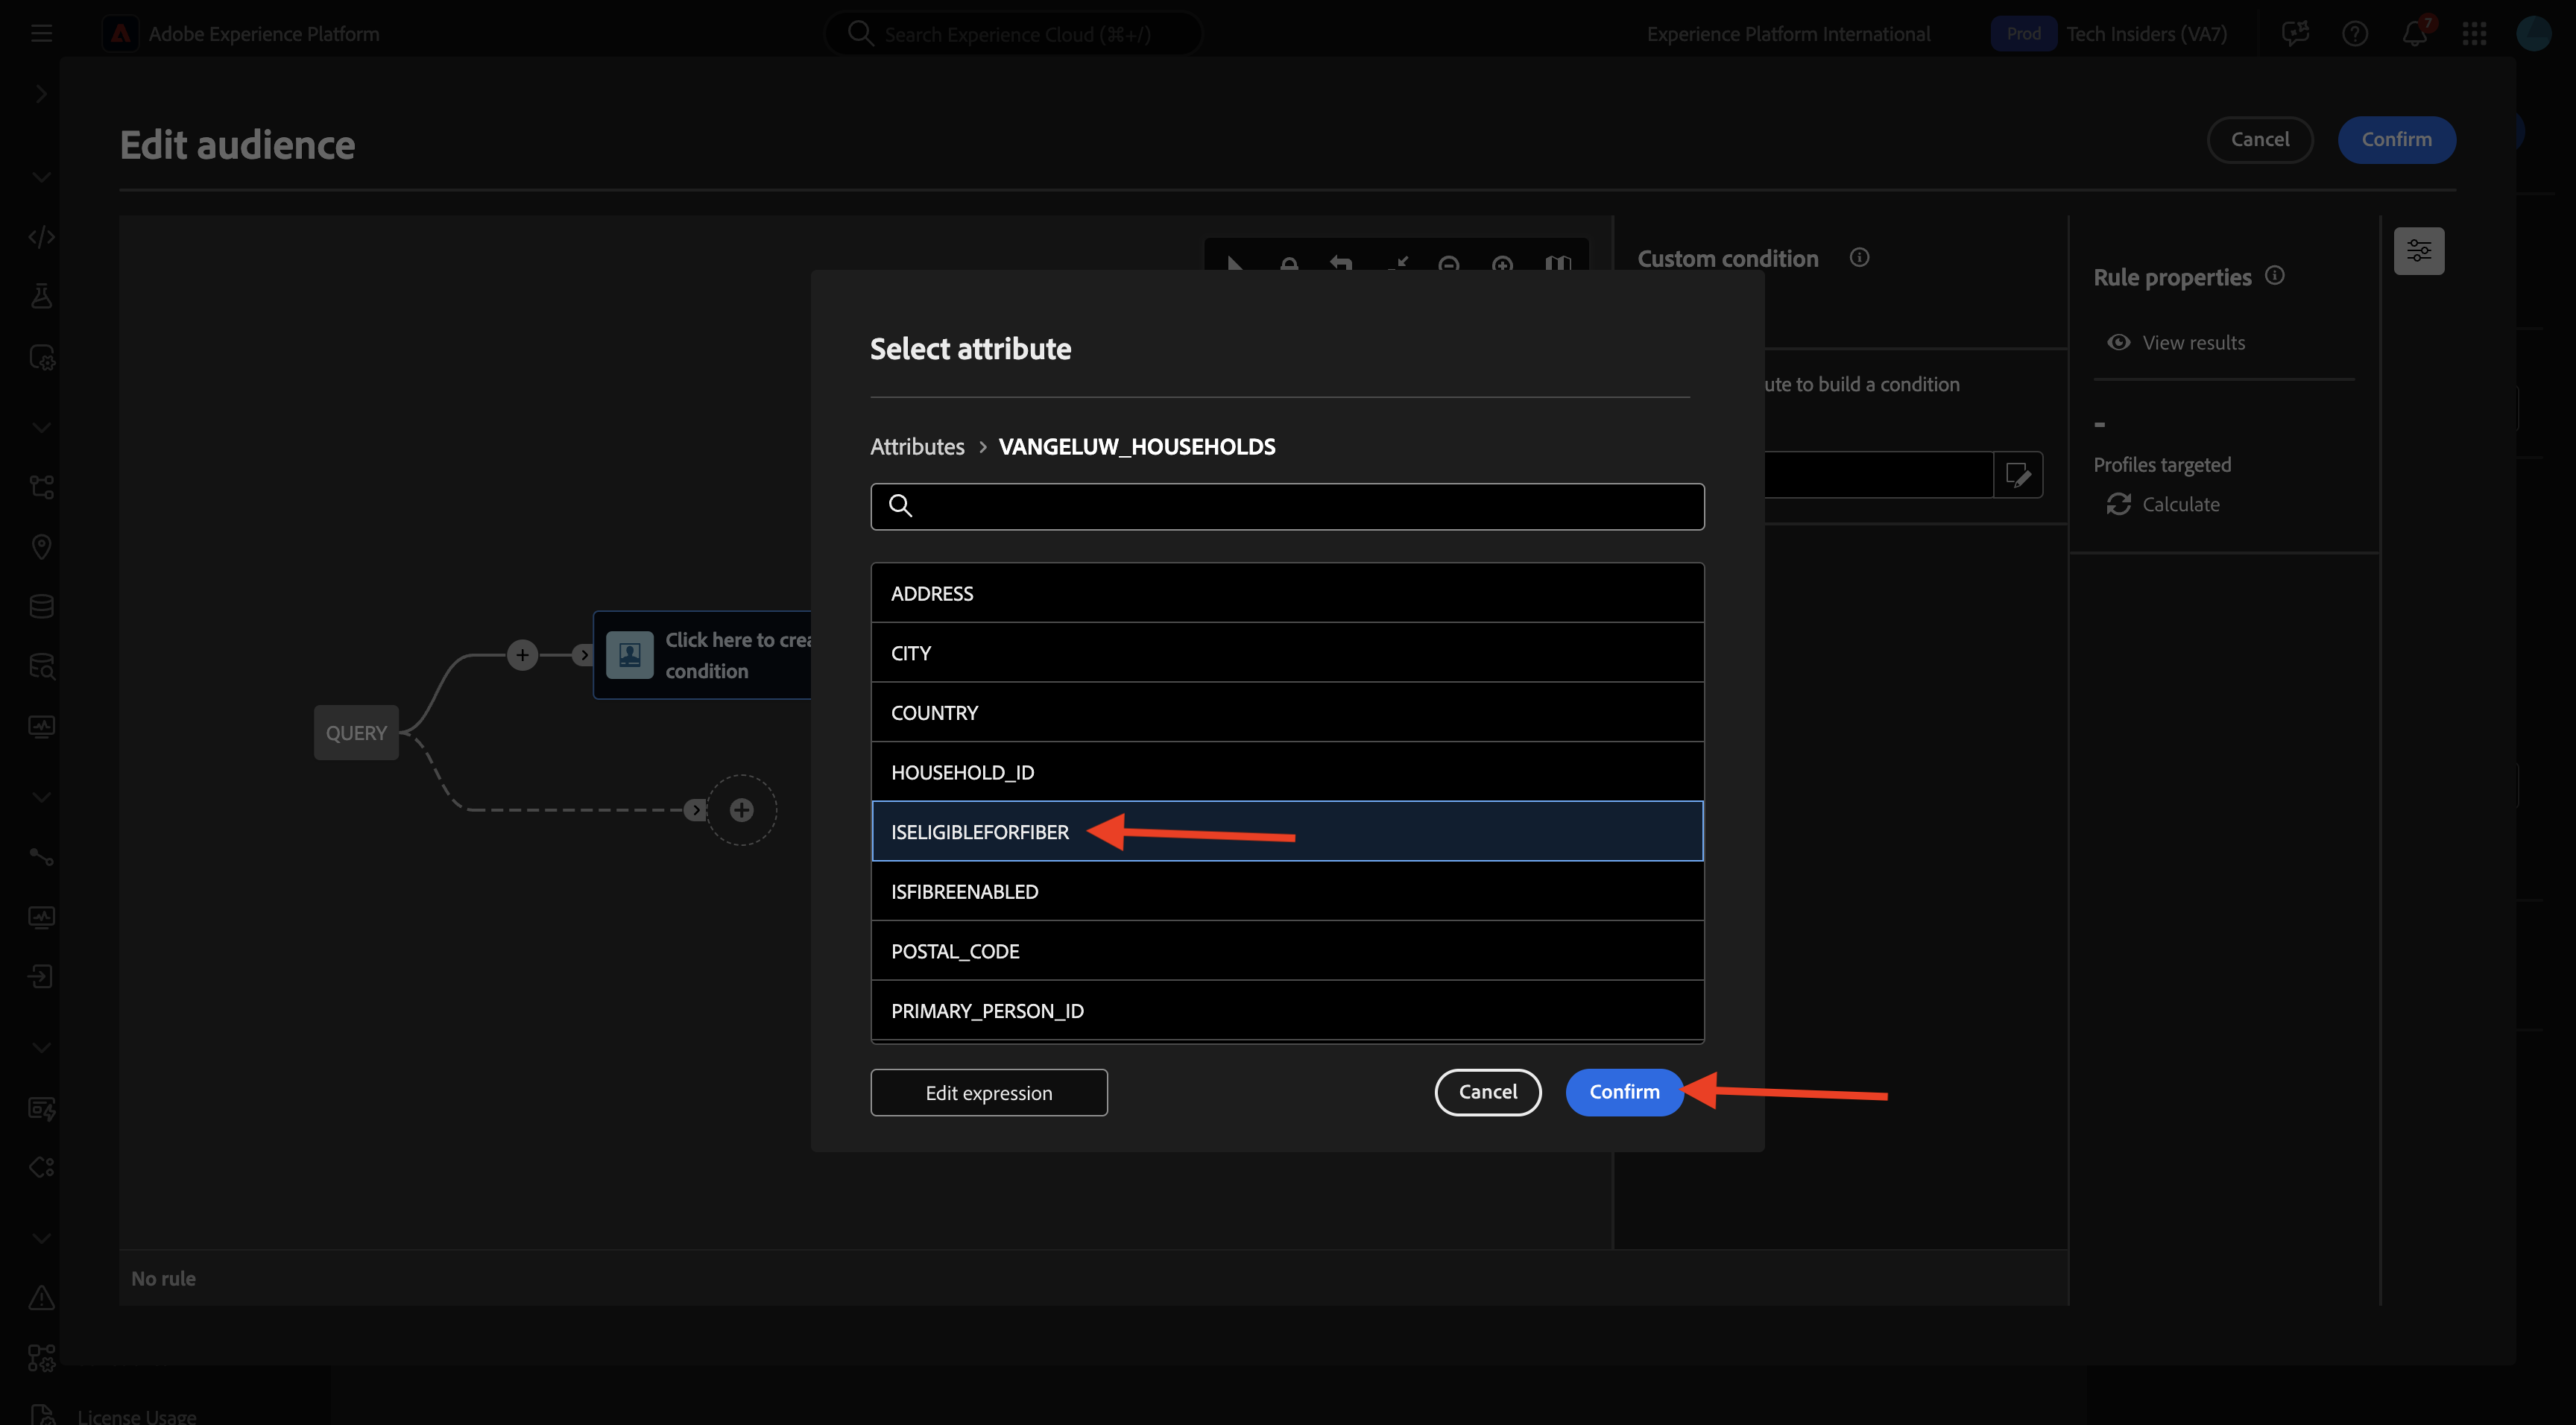 Adobe Experience Platform
Search Experience Cloud (⌘+/)
Experience Platform International
Prod
Tech Insiders (VA7)
7
Edit audience
Cancel
Confirm
Custom condition
Rule properties
View results
ute to build a condition
-
Profiles targeted
Calculate
Select attribute
Attributes > VANGELUW_HOUSEHOLDS
ADDRESS
CITY
COUNTRY
HOUSEHOLD_ID
ISELIGIBLEFORFIBER
ISFIBREENABLED
POSTAL_CODE
PRIMARY_PERSON_ID
Edit expression
Cancel
Confirm
Click here to crea
condition
QUERY
No rule
License Usage